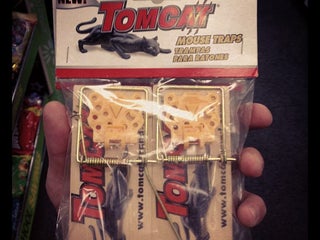 NEW!
TOMCAT
MOUSE TRAPS
TRAMPAS
PARA RATONES
TOMCAT
www.tomcat
TOMCAT
www.tomcat